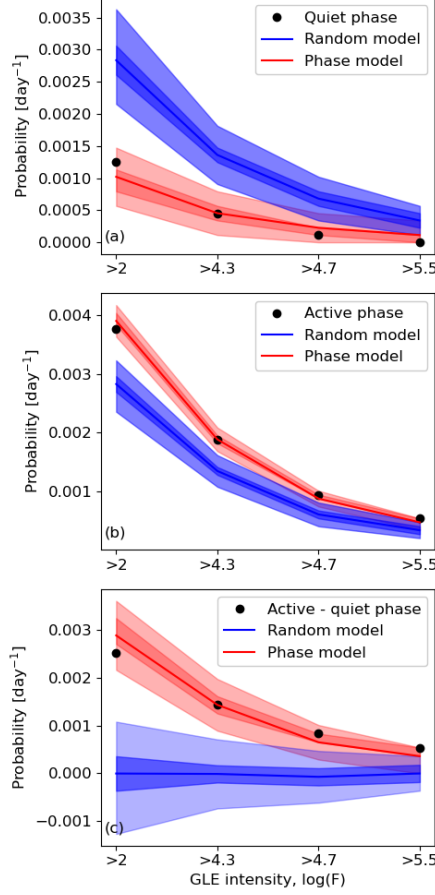 0.0035
0.0030
0.0025
0.0020
0.0015
0.0010
0.0005
0.0000
Probability [day⁻¹]
Quiet phase
Random model
Phase model
(a)
>2 >4.3 >4.7 >5.5
0.004
0.003
0.002
0.001
Probability [day⁻¹]
Active phase
Random model
Phase model
(b)
>2 >4.3 >4.7 >5.5
0.003
0.002
0.001
0.000
−0.001
Probability [day⁻¹]
Active - quiet phase
Random model
Phase model
(c)
>2 >4.3 >4.7 >5.5
GLE intensity, log(F)